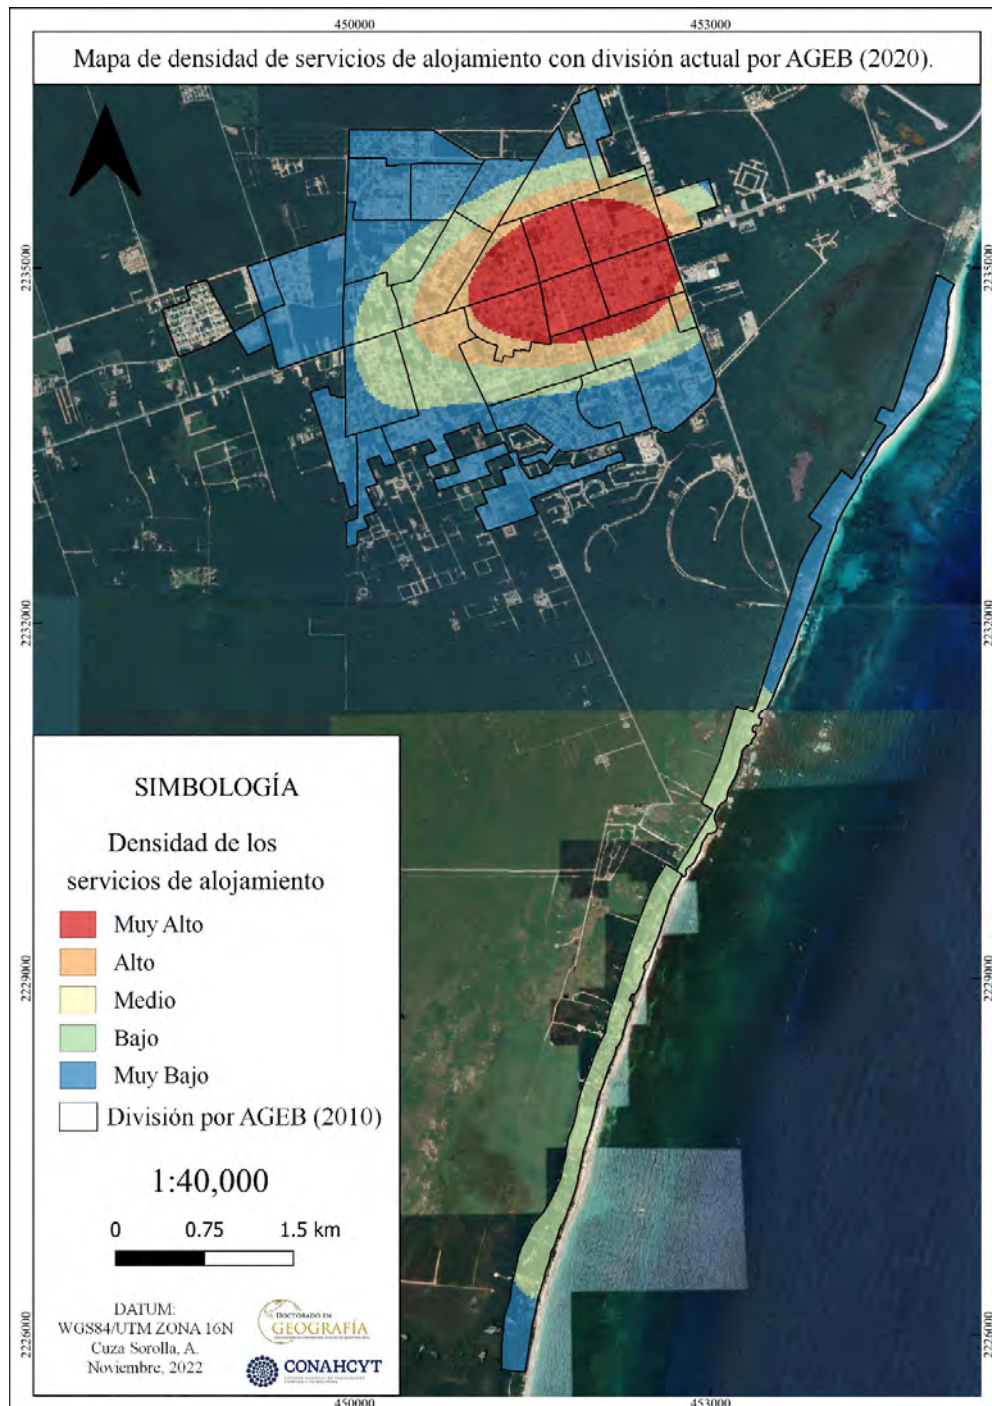 450000
453000
Mapa de densidad de servicios de alojamiento con división actual por AGEB (2020).
2235000
2235000
2232000
2232000
2229000
2229000
2226000
2226000
SIMBOLOGÍA
Densidad de los
servicios de alojamiento
Muy Alto
Alto
Medio
Bajo
Muy Bajo
División por AGEB (2010)
1:40,000
0 0.75 1.5 km
DATUM:
WGS84/UTM ZONA 16N
Cuza Sorolla, A.
Noviembre, 2022
DOCTORADO EN
GEOGRAFÍA
CONAHCYT
450000
453000